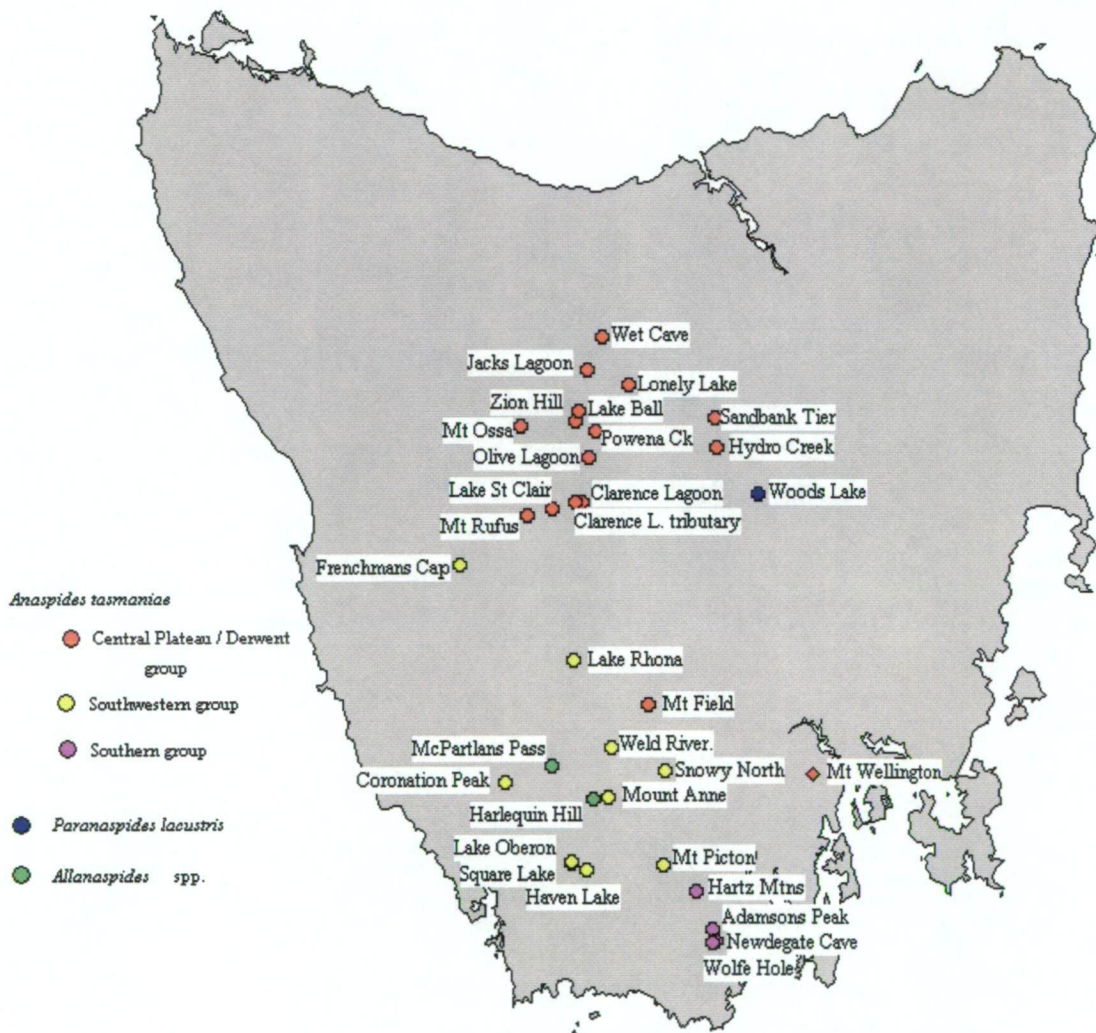 Wet Cave
Jacks Lagoon
Lonely Lake
Zion Hill
Lake Ball
Sandbank Tier
Mt Ossa
Powena Ck
Hydro Creek
Olive Lagoon
Lake St Clair
Clarence Lagoon
Woods Lake
Mt Rufus
Clarence L. tributary
Frenchmans Cap
Anaspides tasmaniae
Central Plateau / Derwent
group
Southwestern group
Southern group
Paranaspides lacustris
Allanaspides spp.
Lake Rhona
Mt Field
Weld River.
McPartlans Pass
Snowy North
Mt Wellington
Coronation Peak
Mount Anne
Harlequin Hill
Lake Oberon
Mt Picton
Square Lake
Haven Lake
Hartz Mtns
Adamsons Peak
Newdegate Cave
Wolfe Hole